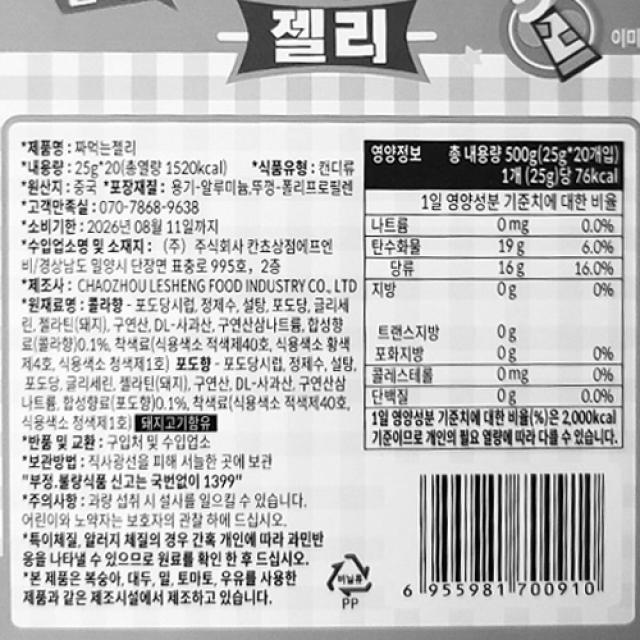 젤리
이미
*제품명 : 짜먹는젤리
*내용량 : 25g*20(총열량 1520kcal) *식품유형 : 캔디류
*원산지 : 중국 *포장재질 : 용기-알루미늄,뚜껑-폴리프로필렌
*고객만족실 : 070-7868-9638
*소비기한 : 2026년 08월 11일까지
*수입업소명 및 소재지 : (주) 주식회사 칸쵸상점에프엔
비/경상남도 밀양시 단장면 표충로 995호, 2층
*제조사 : CHAOZHOU LESHENG FOOD INDUSTRY CO., LTD
*원재료명 : 콜라향 - 포도당시럽, 정제수, 설탕, 포도당, 글리세
린, 젤라틴(돼지), 구연산, DL-사과산, 구연산삼나트륨, 합성향
료(콜라향)0.1%, 착색료(식용색소 적색제40호, 식용색소 황색
제4호, 식용색소 청색제1호) 포도향 - 포도당시럽, 정제수, 설탕,
포도당, 글리세린, 젤라틴(돼지), 구연산, DL-사과산, 구연산삼
나트륨, 합성향료(포도향)0.1%, 착색료(식용색소 적색제40호,
식용색소 청색제1호) 돼지고기함유
*반품 및 교환 : 구입처 및 수입업소
*보관방법 : 직사광선을 피해 서늘한 곳에 보관
"부정.불량식품 신고는 국번없이 1399"
*주의사항 : 과량 섭취 시 설사를 일으킬 수 있습니다.
어린이와 노약자는 보호자의 관찰 하에 드십시오.
*특이체질, 알러지 체질의 경우 간혹 개인에 따라 과민반
응을 나타낼 수 있으므로 원료를 확인 한 후 드십시오.
*본 제품은 복숭아, 대두, 밀, 토마토, 우유를 사용한
제품과 같은 제조시설에서 제조하고 있습니다.
영양정보 총 내용량 500g(25g*20개입)
1개 (25g)당 76kcal
1일 영양성분 기준치에 대한 비율
나트륨 0 mg 0.0%
탄수화물 19 g 6.0%
당류 16 g 16.0%
지방 0 g 0%
트랜스지방 0 g
포화지방 0 g 0%
콜레스테롤 0 mg 0%
단백질 0 g 0.0%
1일 영양성분 기준치에 대한 비율(%)은 2,000kcal
기준이므로 개인의 필요 열량에 따라 다를 수 있습니다.
비닐류
PP
6 955981 700910